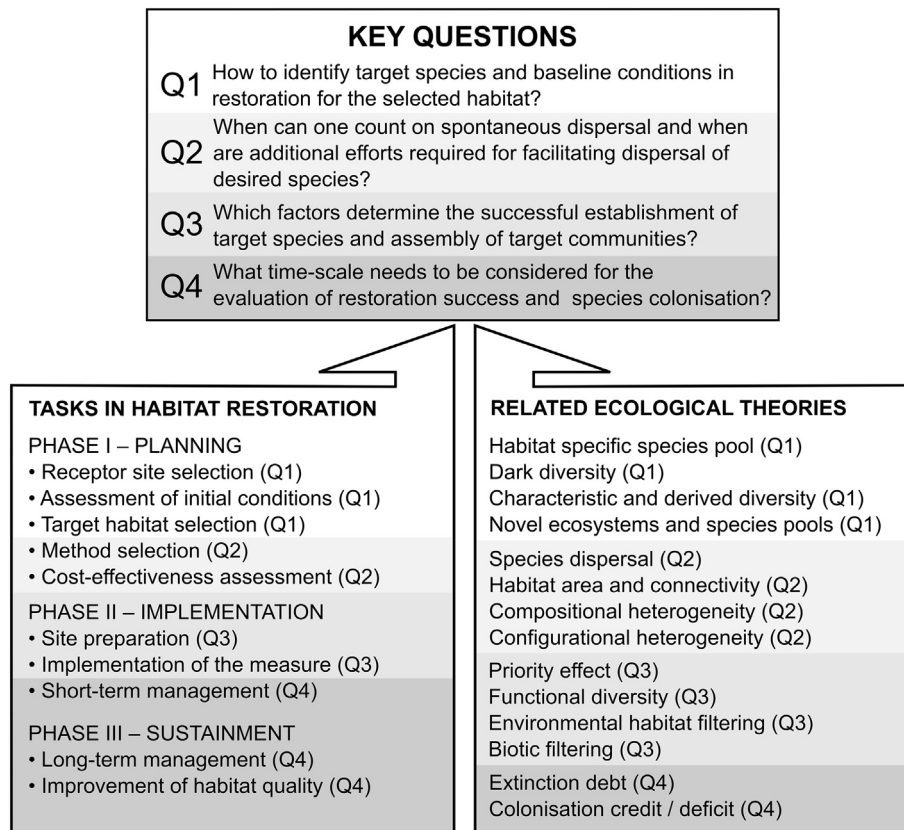 KEY QUESTIONS
Q1 How to identify target species and baseline conditions in
restoration for the selected habitat?
Q2 When can one count on spontaneous dispersal and when
are additional efforts required for facilitating dispersal of
desired species?
Q3 Which factors determine the successful establishment of
target species and assembly of target communities?
Q4 What time-scale needs to be considered for the
evaluation of restoration success and species colonisation?
TASKS IN HABITAT RESTORATION
PHASE I – PLANNING
• Receptor site selection (Q1)
• Assessment of initial conditions (Q1)
• Target habitat selection (Q1)
• Method selection (Q2)
• Cost-effectiveness assessment (Q2)
PHASE II – IMPLEMENTATION
• Site preparation (Q3)
• Implementation of the measure (Q3)
• Short-term management (Q4)
PHASE III – SUSTAINMENT
• Long-term management (Q4)
• Improvement of habitat quality (Q4)
RELATED ECOLOGICAL THEORIES
Habitat specific species pool (Q1)
Dark diversity (Q1)
Characteristic and derived diversity (Q1)
Novel ecosystems and species pools (Q1)
Species dispersal (Q2)
Habitat area and connectivity (Q2)
Compositional heterogeneity (Q2)
Configurational heterogeneity (Q2)
Priority effect (Q3)
Functional diversity (Q3)
Environmental habitat filtering (Q3)
Biotic filtering (Q3)
Extinction debt (Q4)
Colonisation credit / deficit (Q4)